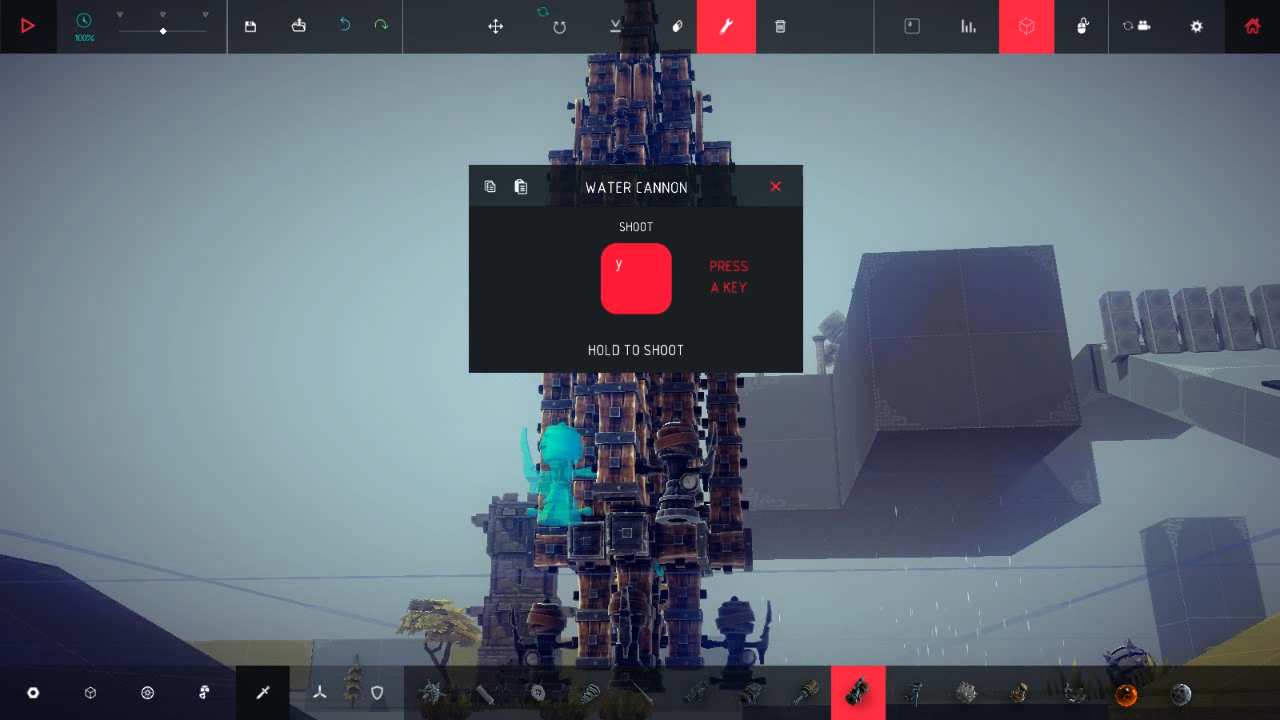 100%
WATER CANNON
SHOOT
y
PRESS
A KEY
HOLD TO SHOOT